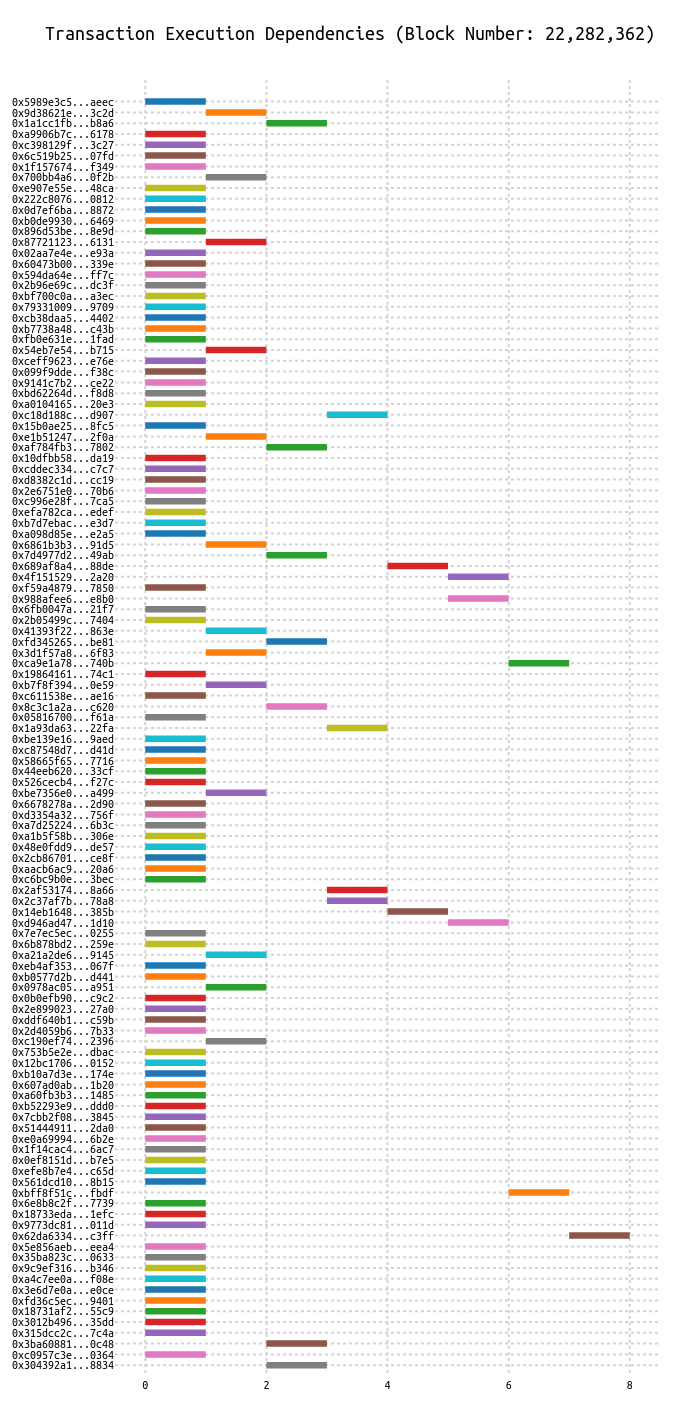 Transaction Execution Dependencies (Block Number: 22,282,362)
0x5989e3c5...aeec
0x9d38621e...3c2d
0x1a1cc1fb...b8a6
0xa9906b7c...6178
0xc398129f...3c27
0x6c519b25...07fd
0x1f157674...f349
0x700bb4a6...0f2b
0xe907e55e...48ca
0x222c8076...0812
0x0d7ef6ba...8872
0xb0de9930...6469
0x896d53be...8e9d
0x87721123...6131
0x02aa7e4e...e93a
0x60473b00...339e
0x594da64e...ff7c
0x2b96e69c...dc3f
0xbf700c0a...a3ec
0x79331009...9709
0xcb38daa5...4402
0xb7738a48...c43b
0xfb0e631e...1fad
0x54eb7e54...b715
0xceff9623...e76e
0x099f9dde...f38c
0x9141c7b2...ce22
0xbd62264d...f8d8
0xa0104165...20e3
0xc18d188c...d907
0x15b0ae25...8fc5
0xe1b51247...2f0a
0xaf784fb3...7802
0x10dfbb58...da19
0xcddec334...c7c7
0xd8382c1d...cc19
0x2e6751e0...70b6
0xc996e28f...7ca5
0xefa782ca...edef
0xb7d7ebac...e3d7
0xa098d85e...e2a5
0x6861b3b3...91d5
0x7d4977d2...49ab
0x689af8a4...88de
0x4f151529...2a20
0xf59a4879...7850
0x988afee6...e8b0
0x6fb0047a...21f7
0x2b05499c...7404
0x41393f22...863e
0xfd345265...be81
0x3d1f57a8...6f83
0xca9e1a78...740b
0x19864161...74c1
0xb7f8f394...0e59
0xc611538e...ae16
0x8c3c1a2a...c620
0x05816700...f61a
0x1a93da63...22fa
0xbe139e16...9aed
0xc87548d7...d41d
0x58665f65...7716
0x44eeb620...33cf
0x526cecb4...f27c
0xbe7356e0...a499
0x6678278a...2d90
0xd3354a32...756f
0xa7d25224...6b3c
0xa1b5f58b...306e
0x48e0fdd9...de57
0x2cb86701...ce8f
0xaacb6ac9...20a6
0xc6bc9b0e...3bec
0x2af53174...8a66
0x2c37af7b...78a8
0x14eb1648...385b
0xd946ad47...1d10
0x7e7ec5ec...0255
0x6b878bd2...259e
0xa21a2de6...9145
0xeb4af353...067f
0xb0577d2b...d441
0x0978ac05...a951
0x0b0efb90...c9c2
0x2e899023...27a0
0xddf640b1...c59b
0x2d4059b6...7b33
0xc190ef74...2396
0x753b5e2e...dbac
0x12bc1706...0152
0xb10a7d3e...174e
0x607ad0ab...1b20
0xa60fb3b3...1485
0xb52293e9...ddd0
0x7cbb2f08...3845
0x51444911...2da0
0xe0a69994...6b2e
0x1f14cac4...6ac7
0x0ef8151d...b7e5
0xefe8b7e4...c65d
0x561dcd10...8b15
0xbff8f51c...fbdf
0x6e8b8c2f...7739
0x18733eda...1efc
0x9773dc81...011d
0x62da6334...c3ff
0x5e856aeb...eea4
0x35ba823c...0633
0x9c9ef316...b346
0xa4c7ee0a...f08e
0x3e6d7e0a...e0ce
0xfd36c5ec...9401
0x18731af2...55c9
0x3012b496...35dd
0x315dcc2c...7c4a
0x3ba60881...0c48
0xc0957c3e...0364
0x304392a1...8834
0 2 4 6 8